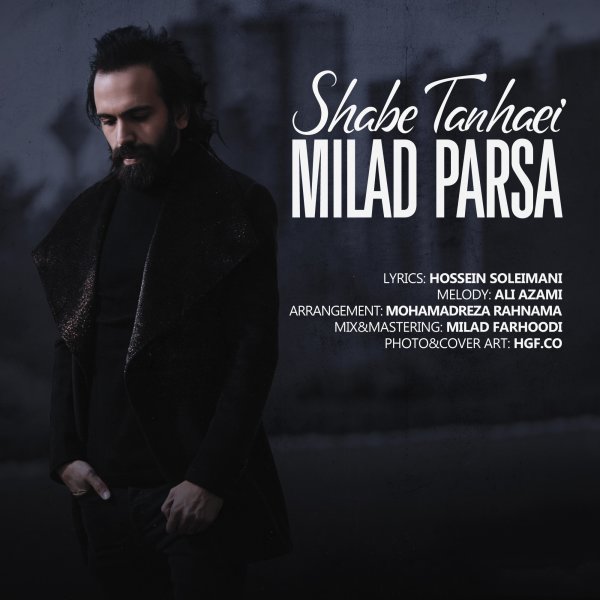 Shabe Tanhaei
MILAD PARSA
LYRICS: HOSSEIN SOLEIMANI
MELODY: ALI AZAMI
ARRANGEMENT: MOHAMADREZA RAHNAMA
MIX&MASTERING: MILAD FARHOODI
PHOTO&COVER ART: HGF.CO